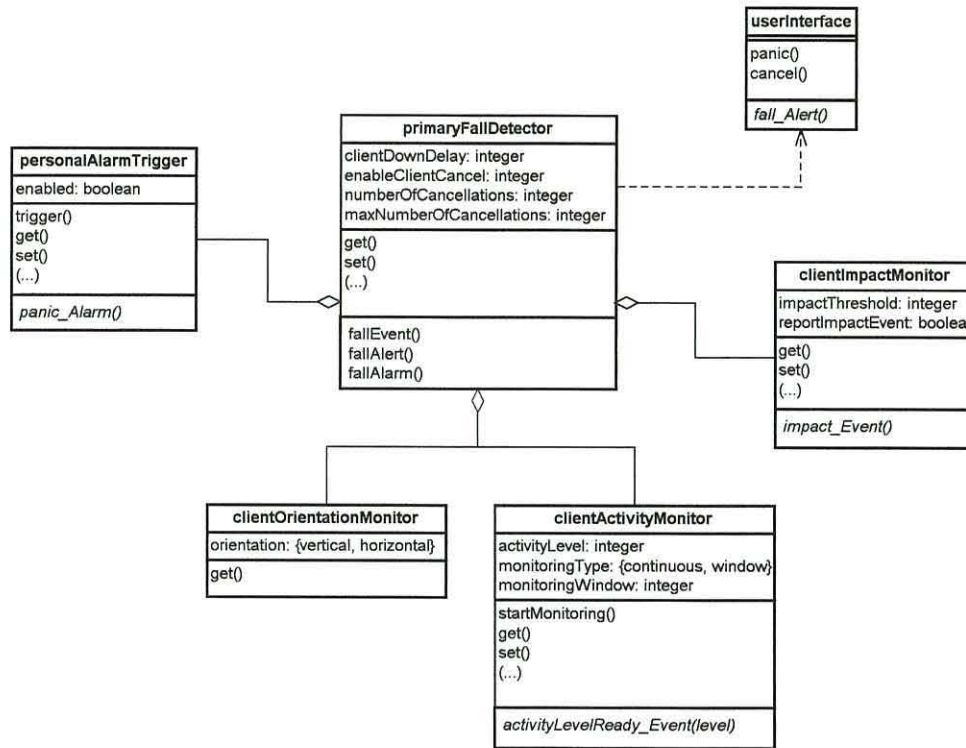 userInterface
panic()
cancel()
fall_Alert()
primaryFallDetector
clientDownDelay: integer
enableClientCancel: integer
numberOfCancellations: integer
maxNumberOfCancellations: integer
get()
set()
(...)
fallEvent()
fallAlert()
fallAlarm()
personalAlarmTrigger
enabled: boolean
trigger()
get()
set()
(...)
panic_Alarm()
clientImpactMonitor
impactThreshold: integer
reportImpactEvent: boolea
get()
set()
(...)
impact_Event()
clientOrientationMonitor
orientation: {vertical, horizontal}
get()
clientActivityMonitor
activityLevel: integer
monitoringType: {continuous, window}
monitoringWindow: integer
startMonitoring()
get()
set()
(...)
activityLevelReady_Event(level)